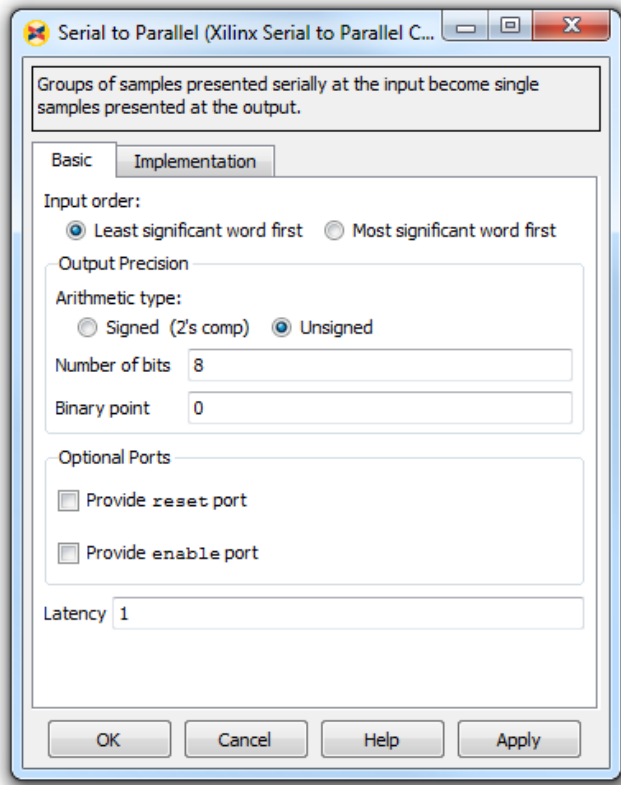 Serial to Parallel (Xilinx Serial to Parallel C...
Groups of samples presented serially at the input become single
samples presented at the output.
Basic
Implementation
Input order:
Least significant word first
Most significant word first
Output Precision
Arithmetic type:
Signed (2's comp)
Unsigned
Number of bits
8
Binary point
0
Optional Ports
Provide reset port
Provide enable port
Latency
1
OK
Cancel
Help
Apply